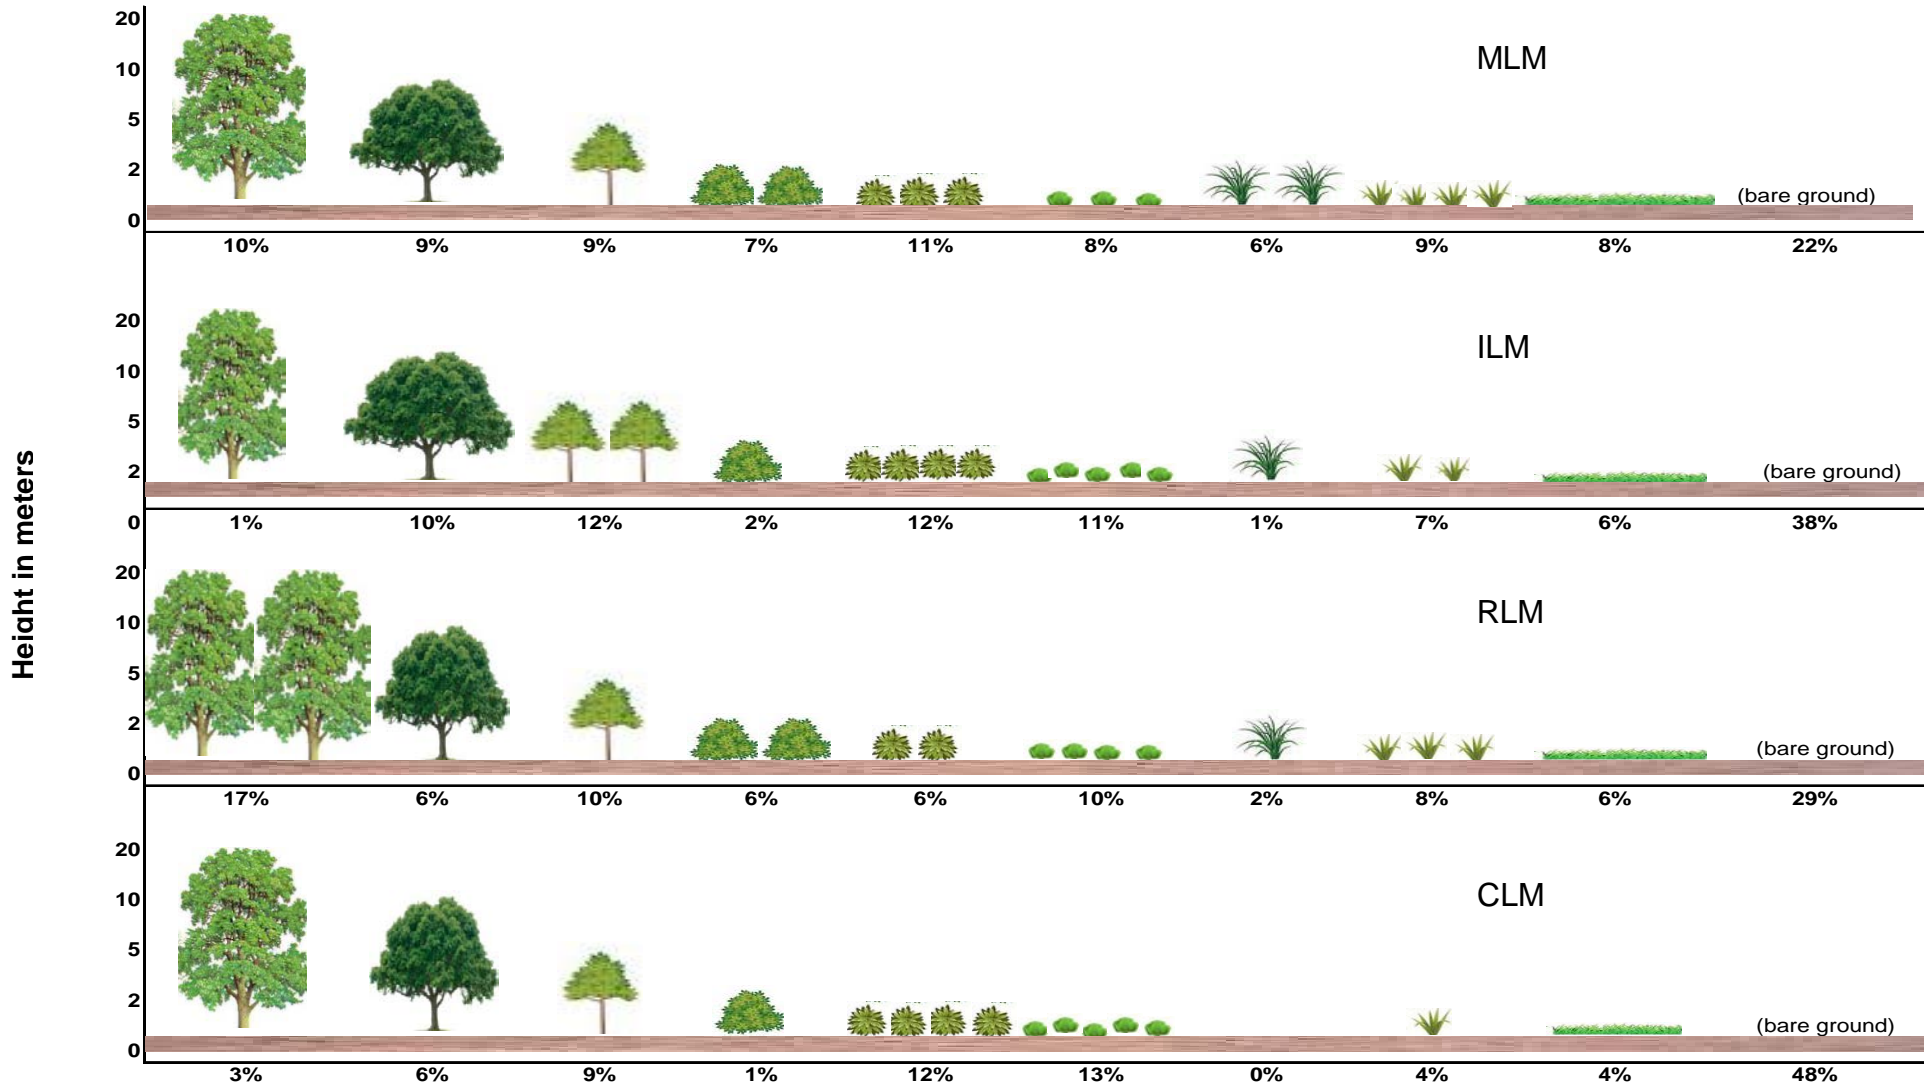 Height in meters
20
MLM
10
5
2
(bare ground)
0
10% 9% 9% 7% 11% 8% 6% 9% 8% 22%
20
ILM
10
5
2
(bare ground)
0
1% 10% 12% 2% 12% 11% 1% 7% 6% 38%
20
RLM
10
5
2
(bare ground)
0
17% 6% 10% 6% 6% 10% 2% 8% 6% 29%
20
CLM
10
5
2
(bare ground)
0
3% 6% 9% 1% 12% 13% 0% 4% 4% 48%